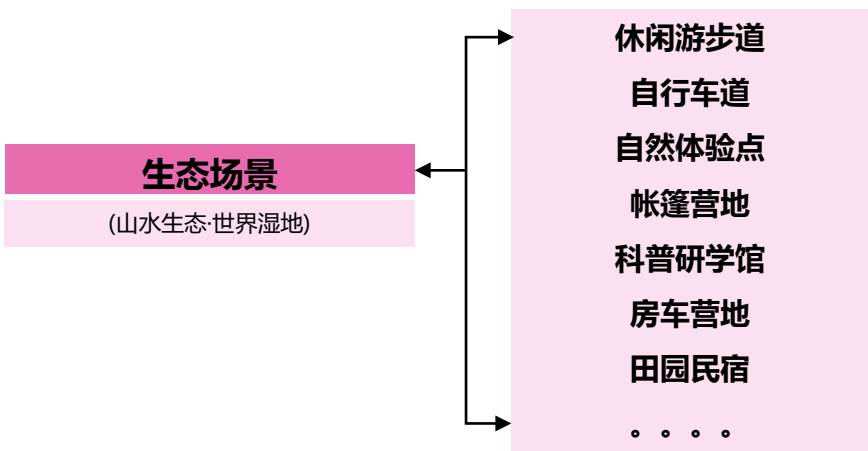 生态场景
(山水生态·世界湿地)
休闲游步道
自行车道
自然体验点
帐篷营地
科普研学馆
房车营地
田园民宿
。。。。